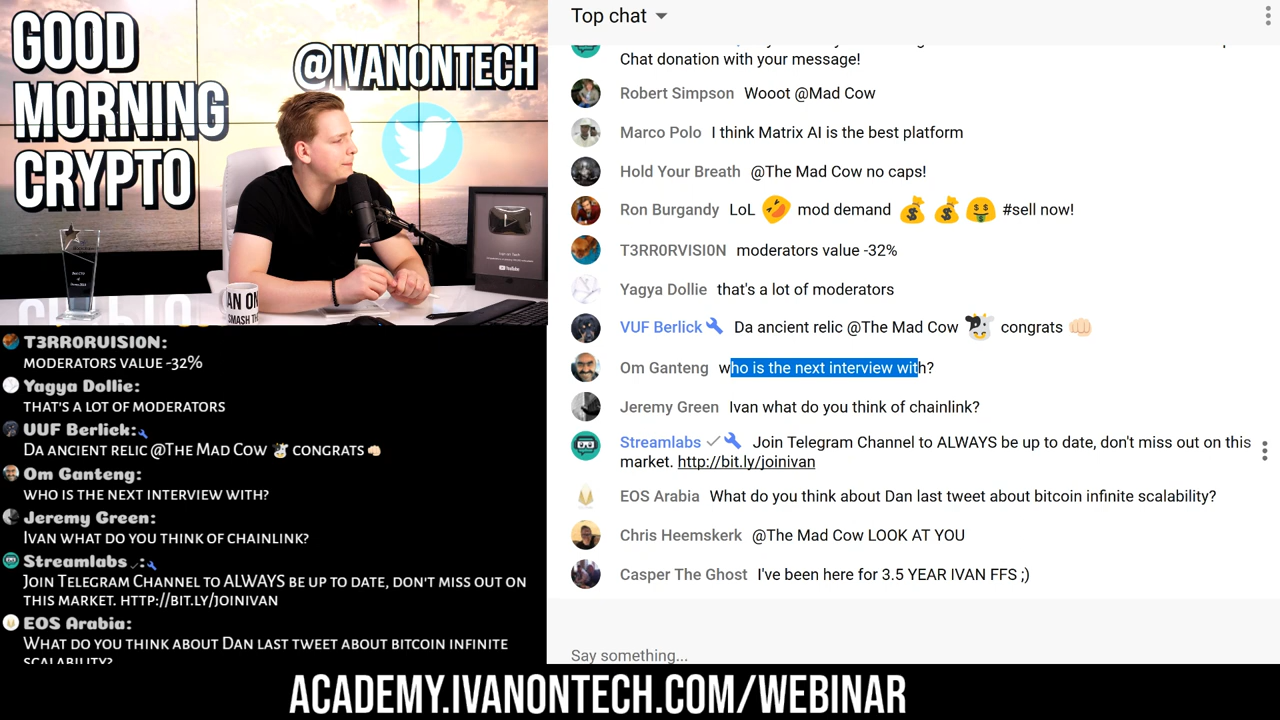 GOOD
MORNING
CRYPTO
@IVANONTECH
YouTube
AN ON
SMASH TH
T3RR0RVISI0N:
MODERATORS VALUE -32%
Yagya Dollie:
THAT'S A LOT OF MODERATORS
VUF Berlick:
DA ANCIENT RELIC @THE MAD COW 🐮 CONGRATS 👊🏻
Om Ganteng:
WHO IS THE NEXT INTERVIEW WITH?
Jeremy Green:
IVAN WHAT DO YOU THINK OF CHAINLINK?
Streamlabs ✓:
JOIN TELEGRAM CHANNEL TO ALWAYS BE UP TO DATE, DON'T MISS OUT ON
THIS MARKET. HTTP://BIT.LY/JOINIVAN
EOS Arabia:
WHAT DO YOU THINK ABOUT DAN LAST TWEET ABOUT BITCOIN INFINITE
SCALABILITY?
Top chat
Chat donation with your message!
Robert Simpson Wooot @Mad Cow
Marco Polo I think Matrix AI is the best platform
Hold Your Breath @The Mad Cow no caps!
Ron Burgandy LoL 🤣 mod demand 💰 💰 🤑 #sell now!
T3RR0RVISI0N moderators value -32%
Yagya Dollie that's a lot of moderators
VUF Berlick Da ancient relic @The Mad Cow 🐮 congrats 👊🏻
Om Ganteng who is the next interview with?
Jeremy Green Ivan what do you think of chainlink?
Streamlabs ✓ Join Telegram Channel to ALWAYS be up to date, don't miss out on this
market. http://bit.ly/joinivan
EOS Arabia What do you think about Dan last tweet about bitcoin infinite scalability?
Chris Heemskerk @The Mad Cow LOOK AT YOU
Casper The Ghost I've been here for 3.5 YEAR IVAN FFS ;)
Say something...
ACADEMY.IVANONTECH.COM/WEBINAR